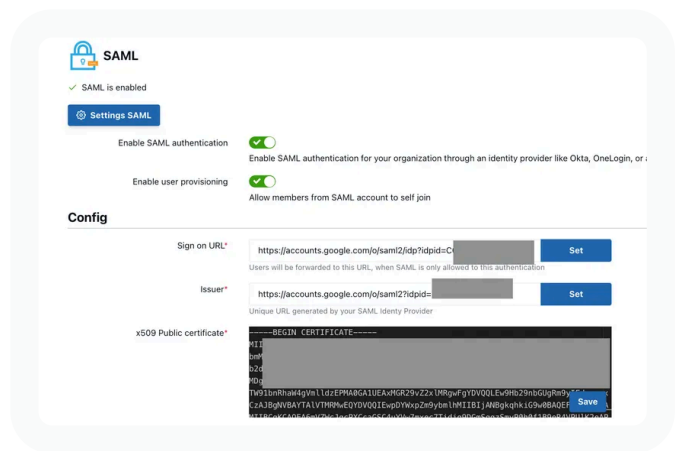 SAML
SAML is enabled
Settings SAML
Enable SAML authentication
Enable SAML authentication for your organization through an identity provider like Okta, OneLogin, or
Enable user provisioning
Allow members from SAML account to self join
Config
Sign on URL*
https://accounts.google.com/o/saml2/idp?idpid=C
Set
Users will be forwarded to this URL, when SAML is only allowed to this authentication
Issuer*
https://accounts.google.com/o/saml2?idpid=
Set
Unique URL generated by your SAML Identy Provider
x509 Public certificate*
-----BEGIN CERTIFICATE-----
MII
bmM
b2d
MDg
Save